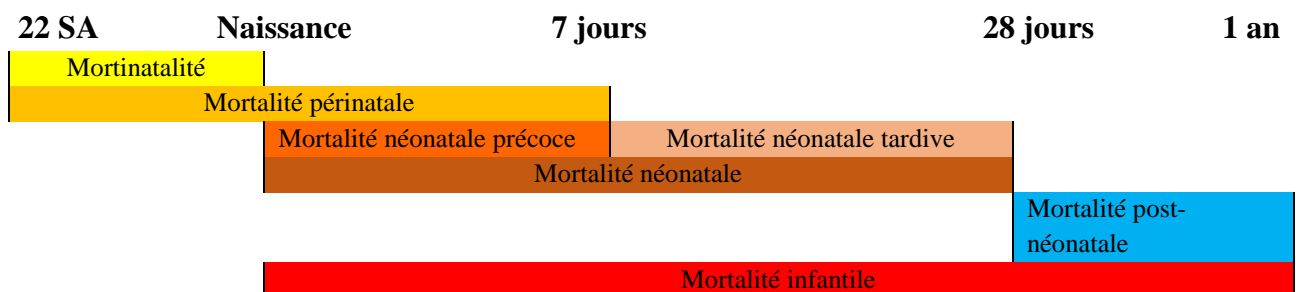 22 SA Naissance 7 jours 28 jours 1 an
Mortinatalité
Mortalité périnatale
Mortalité néonatale précoce Mortalité néonatale tardive
Mortalité néonatale
Mortalité post-
néonatale
Mortalité infantile